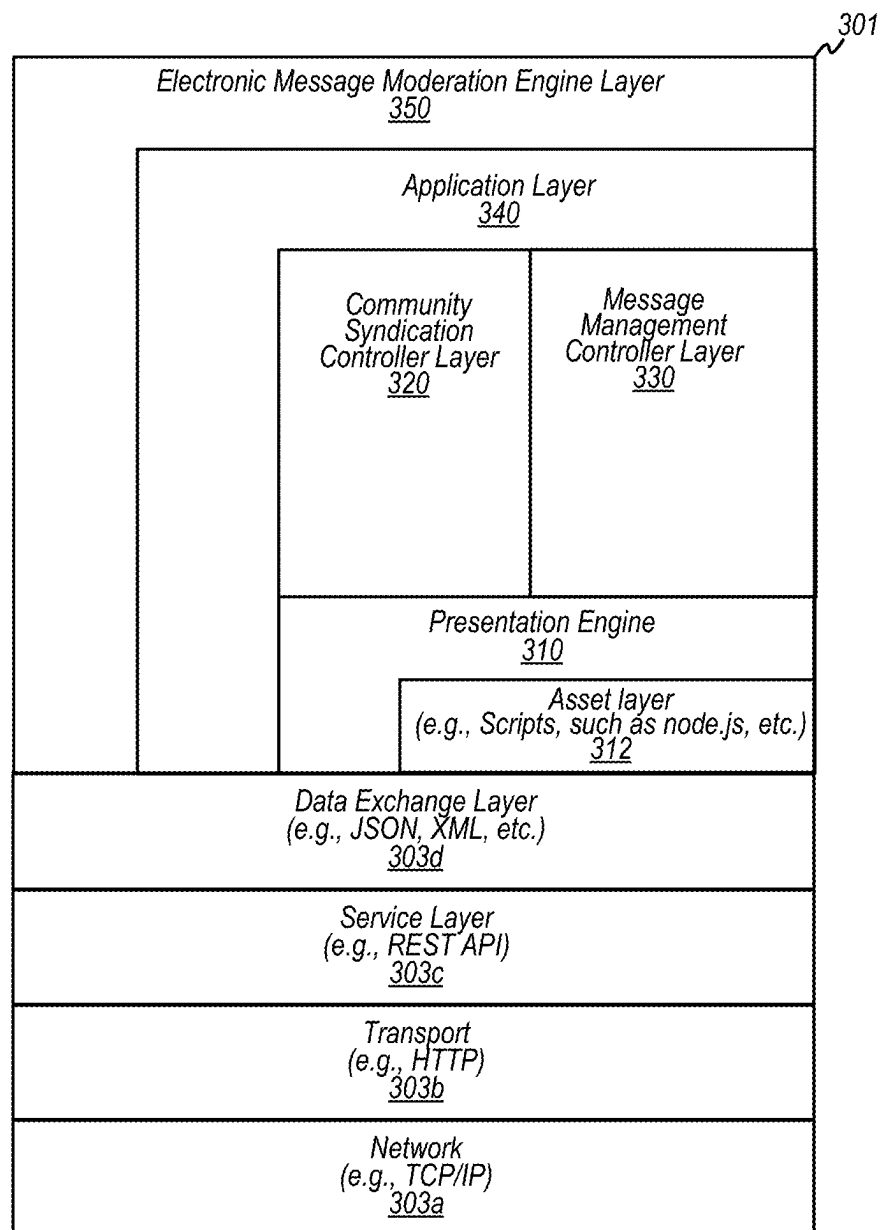 301
Electronic Message Moderation Engine Layer
350
Application Layer
340
Community
Syndication
Controller Layer
320
Message
Management
Controller Layer
330
Presentation Engine
310
Asset layer
(e.g., Scripts, such as node.js, etc.)
312
Data Exchange Layer
(e.g., JSON, XML, etc.)
303d
Service Layer
(e.g., REST API)
303c
Transport
(e.g., HTTP)
303b
Network
(e.g., TCP/IP)
303a